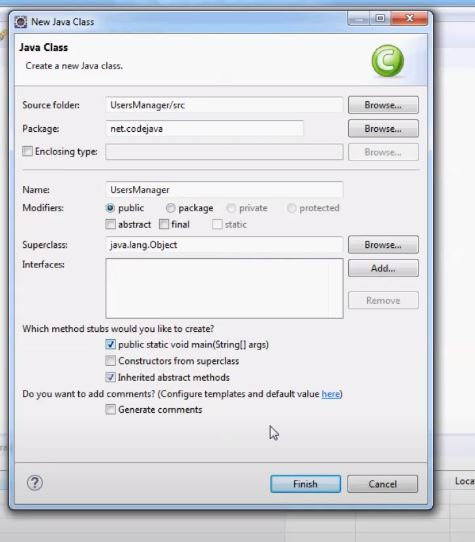 New Java Class
Java Class
Create a new Java class.
C
Source folder: UsersManager/src Browse...
Package: net.codejava Browse...
Enclosing type: Browse...
Name: UsersManager
Modifiers: public package private protected
abstract final static
Superclass: java.lang.Object Browse...
Interfaces: Add...
Remove
Which method stubs would you like to create?
public static void main(String[] args)
Constructors from superclass
Inherited abstract methods
Do you want to add comments? (Configure templates and default value here)
Generate comments
? Finish Cancel